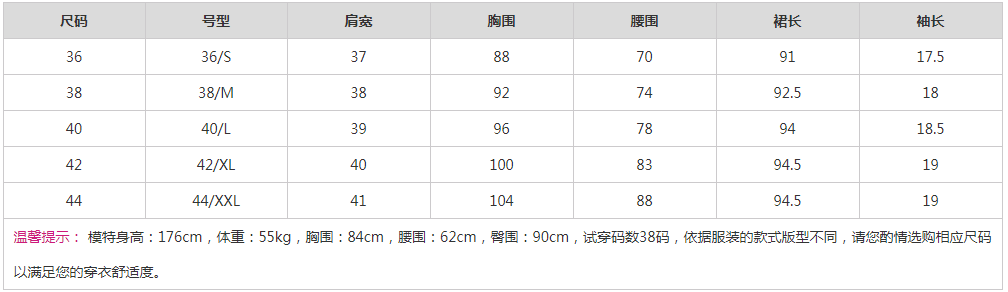 尺码 号型 肩宽 胸围 腰围 裙长 袖长
36 36/S 37 88 70 91 17.5
38 38/M 38 92 74 92.5 18
40 40/L 39 96 78 94 18.5
42 42/XL 40 100 83 94.5 19
44 44/XXL 41 104 88 94.5 19
温馨提示： 模特身高：176cm，体重：55kg，胸围：84cm，腰围：62cm，臀围：90cm，试穿码数38码，依据服装的款式版型不同，请您酌情选购相应尺码
以满足您的穿衣舒适度。